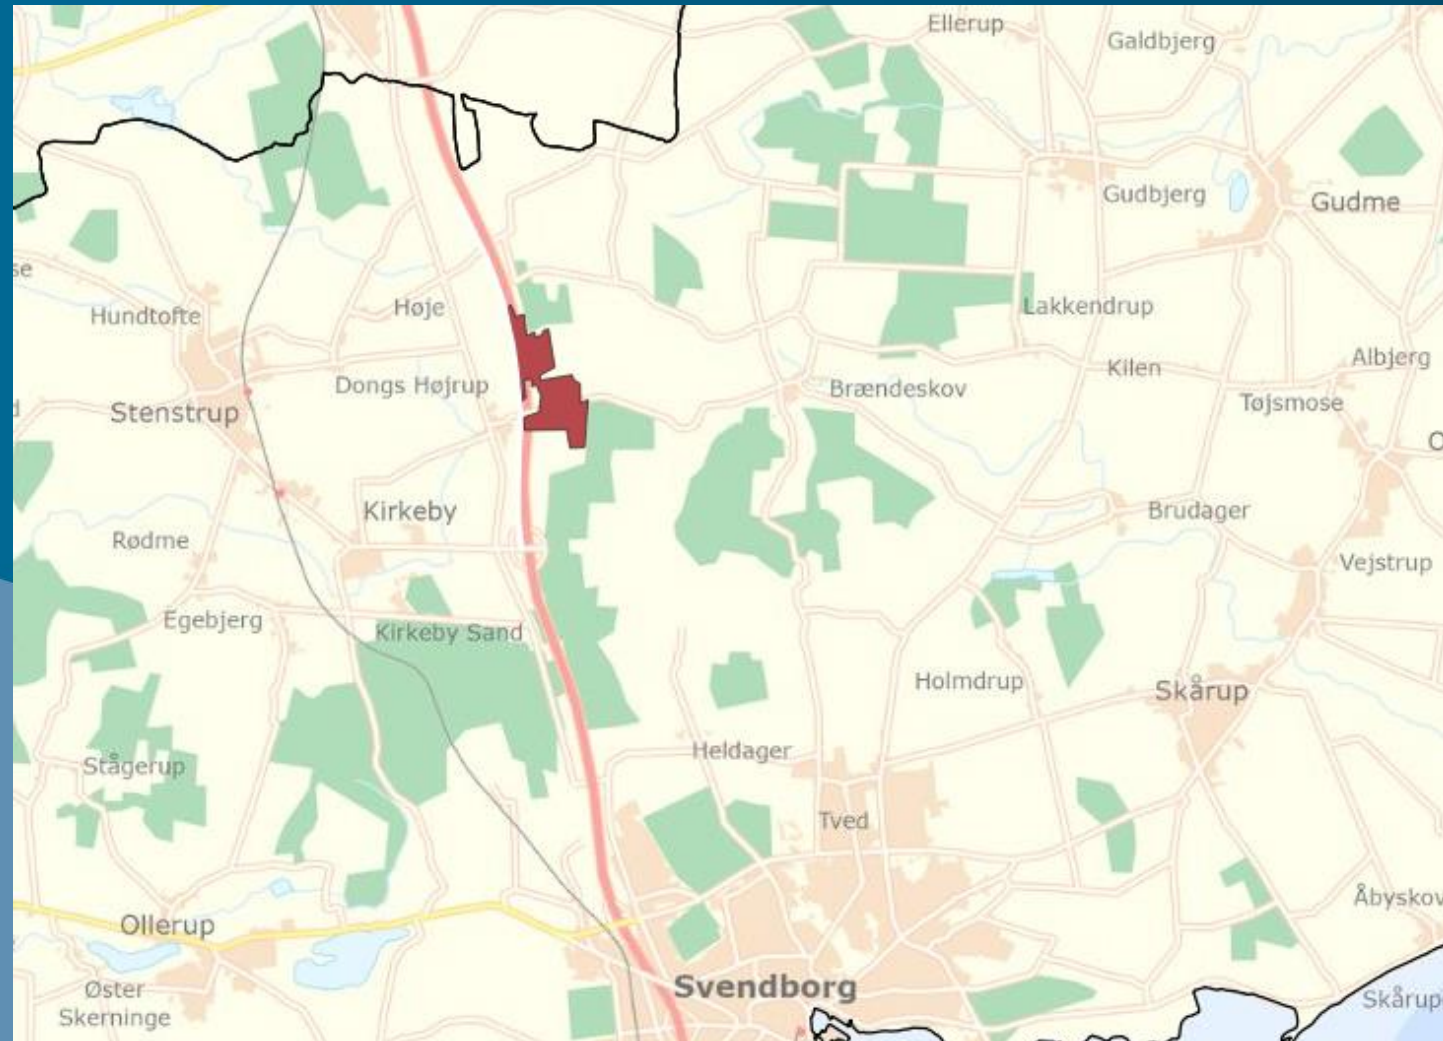 Ellerup
Galdbjerg
Gudbjerg
Gudme
se
Hundtofte
Høje
Lakkendrup
Kilen
Albjerg
Dongs Højrup
Brændeskov
Tøjsmose
Stenstrup
Kirkeby
Brudager
Rødme
Vejstrup
Egebjerg
Kirkeby Sand
Holmdrup
Skårup
Heldager
Stågerup
Tved
Åbyskov
Ollerup
Svendborg
Øster
Skerninge
Skårup